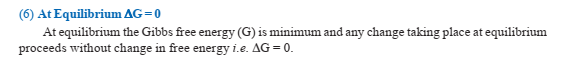 (6) At Equilibrium ΔG = 0
At equilibrium the Gibbs free energy (G) is minimum and any change taking place at equilibrium
proceeds without change in free energy i.e. ΔG = 0.